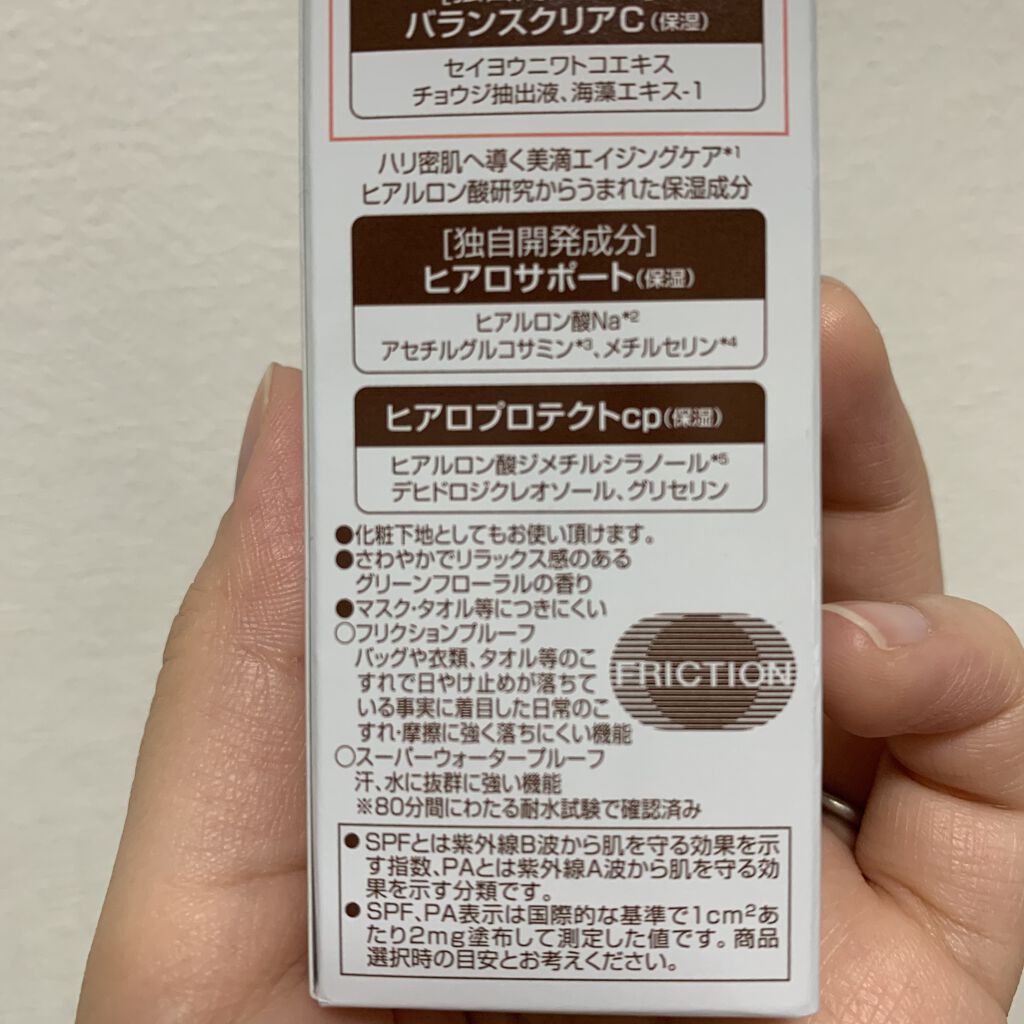 バランスクリアC(保湿)
セイヨウニワトコエキス
チョウジ抽出液、海藻エキス-1
ハリ密肌へ導く美滴エイジングケア*1
ヒアルロン酸研究からうまれた保湿成分
[独自開発成分]
ヒアロサポート(保湿)
ヒアルロン酸Na*2
アセチルグルコサミン*3、メチルセリン*4
ヒアロプロテクトcp(保湿)
ヒアルロン酸ジメチルシラノール*5
デヒドロジクレオソール、グリセリン
●化粧下地としてもお使い頂けます。
●さわやかでリラックス感のある
グリーンフローラルの香り
●マスク・タオル等につきにくい
○フリクションプルーフ
バッグや衣類、タオル等のこ
すれで日やけ止めが落ちて
いる事実に着目した日常のこ
すれ・摩擦に強く落ちにくい機能
FRICTION
○スーパーウォータープルーフ
汗、水に抜群に強い機能
※80分間にわたる耐水試験で確認済み
●SPFとは紫外線B波から肌を守る効果を示
す指数、PAとは紫外線A波から肌を守る効
果を示す分類です。
●SPF、PA表示は国際的な基準で1cm²あ
たり2mg塗布して測定した値です。商品
選択時の目安とお考えください。